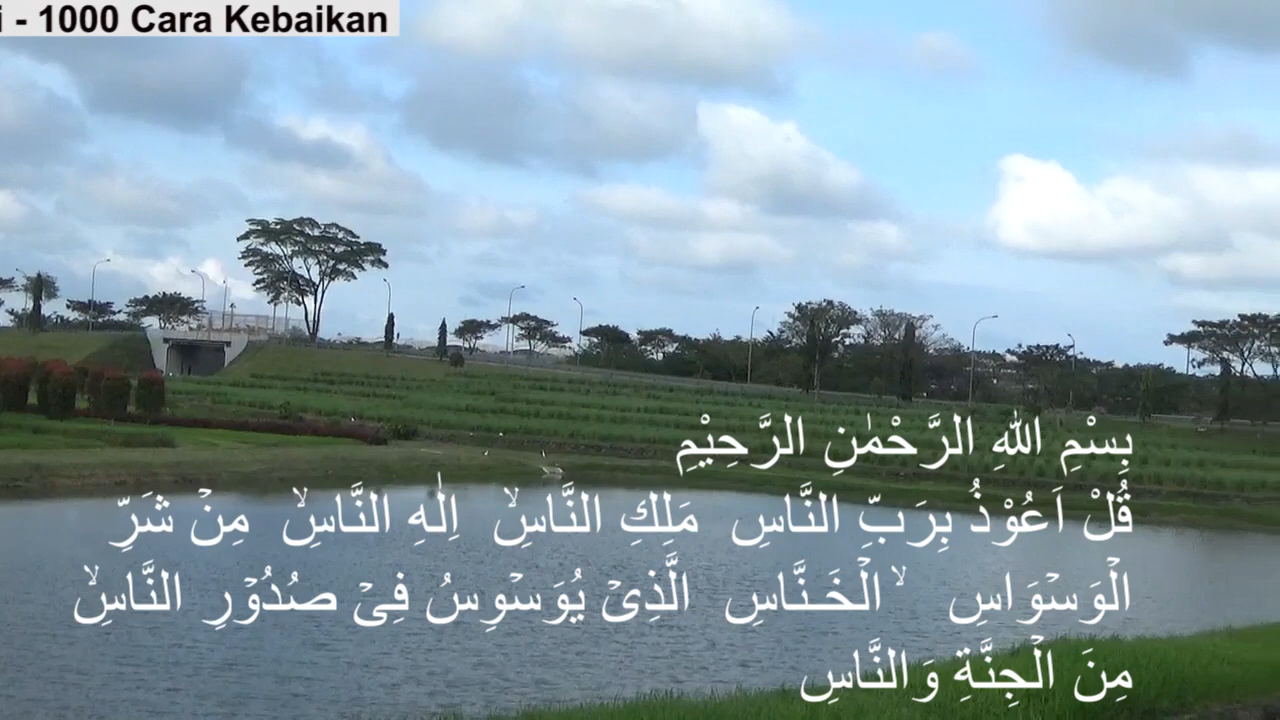 i - 1000 Cara Kebaikan
بِسْمِ اللهِ الرَّحْمٰنِ الرَّحِيْمِ
قُلْ اَعُوْذُ بِرَبِّ النَّاسِ مَلِكِ النَّاسِۙ اِلٰهِ النَّاسِۙ مِنْ شَرِّ
الْوَسْوَاسِ ۙ الْخَنَّاسِ الَّذِيْ يُوَسْوِسُ فِيْ صُدُوْرِ النَّاسِۙ
مِنَ الْجِنَّةِ وَالنَّاسِ